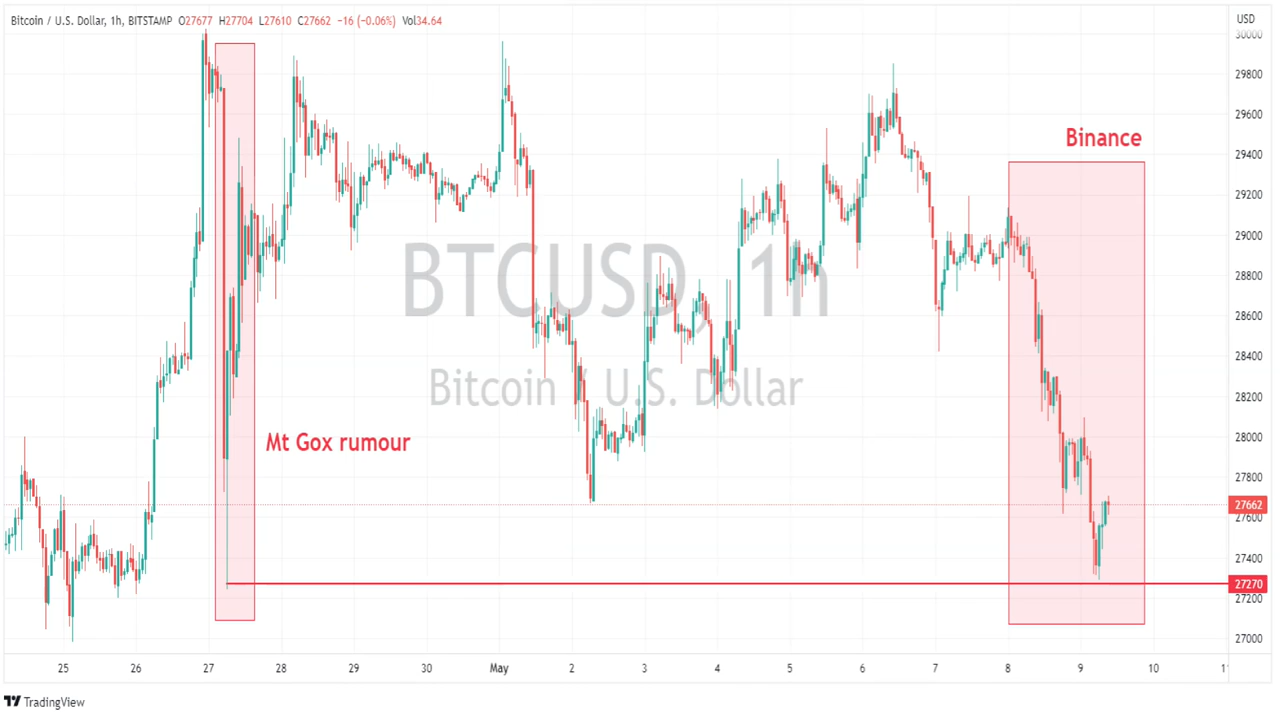 Bitcoin / U.S. Dollar, 1h, BITSTAMP O27677 H27704 L27610 C27662 −16 (−0.06%) Vol34.64
USD
30000
29800
29600
Binance
29400
29200
29000
BTCUSD, 1h
28800
28600
28400
Bitcoin / U.S. Dollar
28200
Mt Gox rumour
28000
27800
27662
27600
27400
27270
27200
27000
25 26 27 28 29 30 May 2 3 4 5 6 7 8 9 10
TradingView